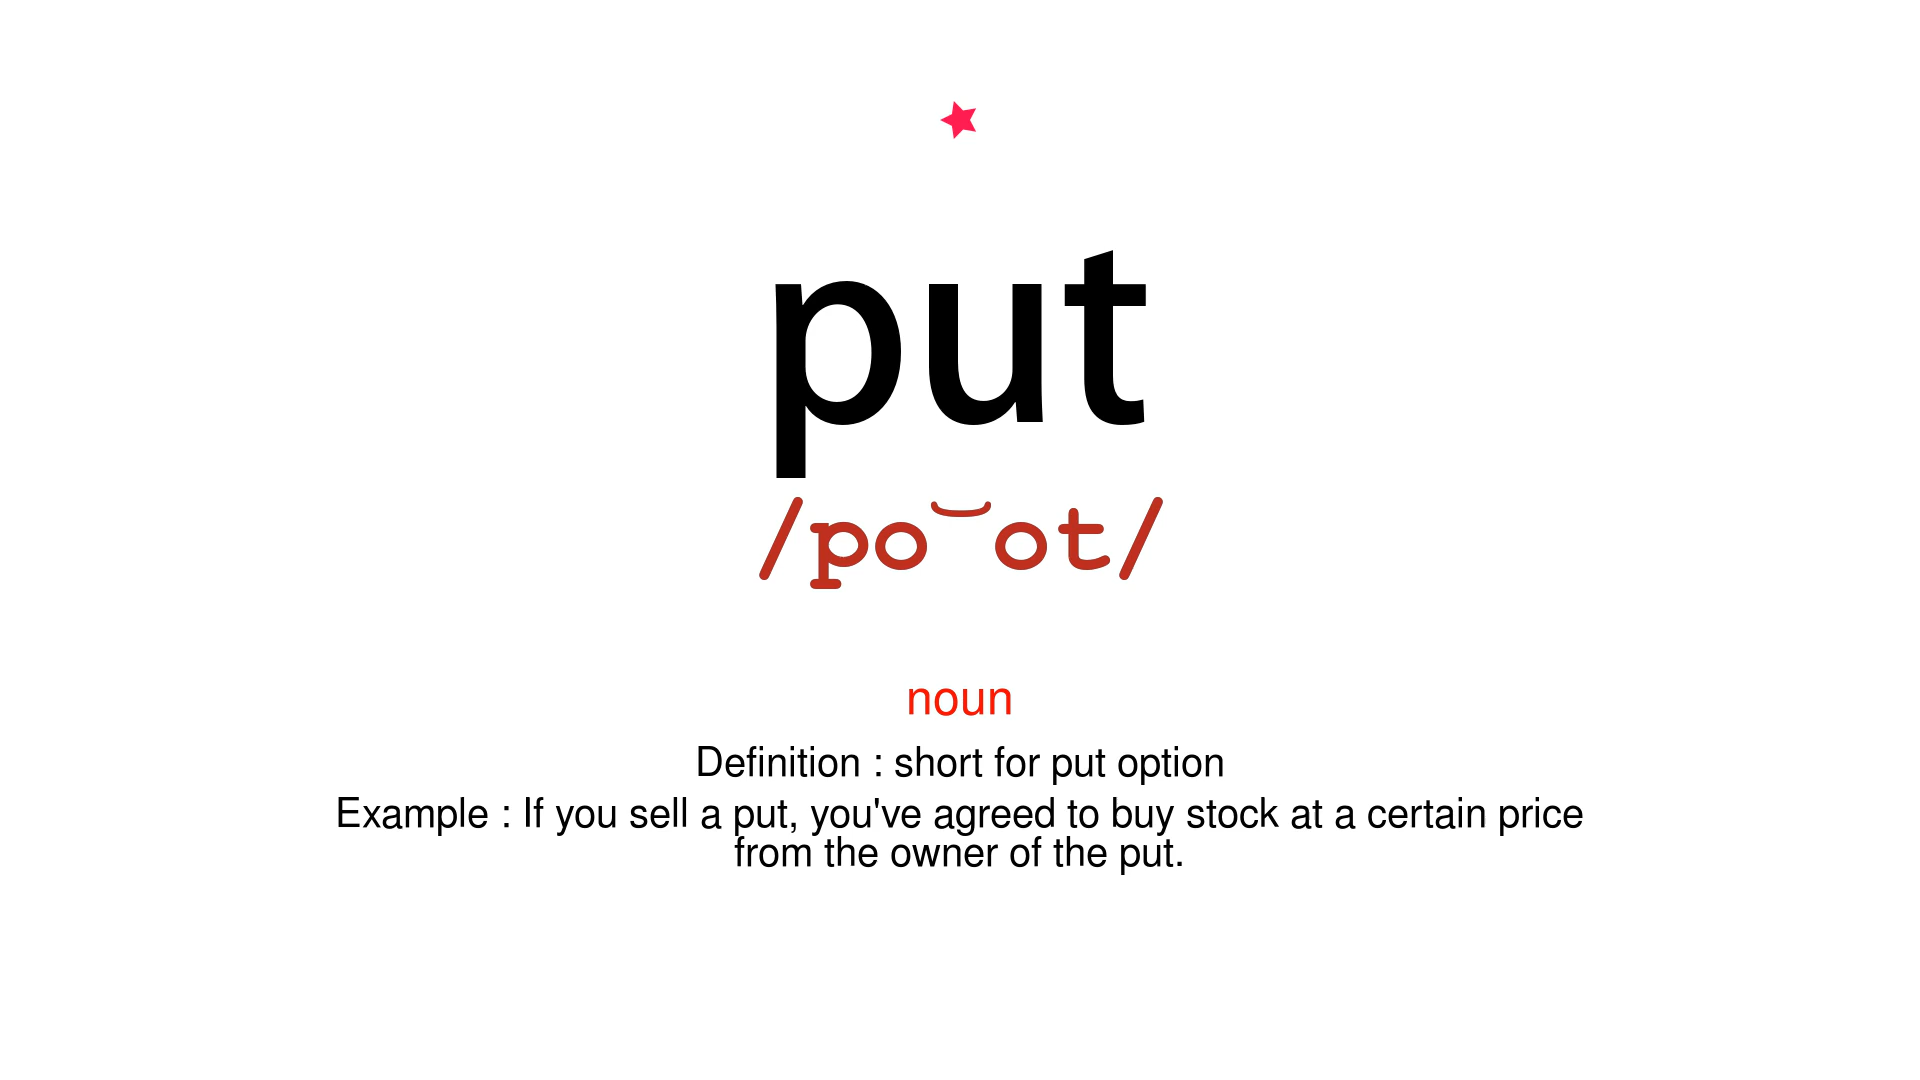 put
/po͝ot/
noun
Definition : short for put option
Example : If you sell a put, you've agreed to buy stock at a certain price
from the owner of the put.